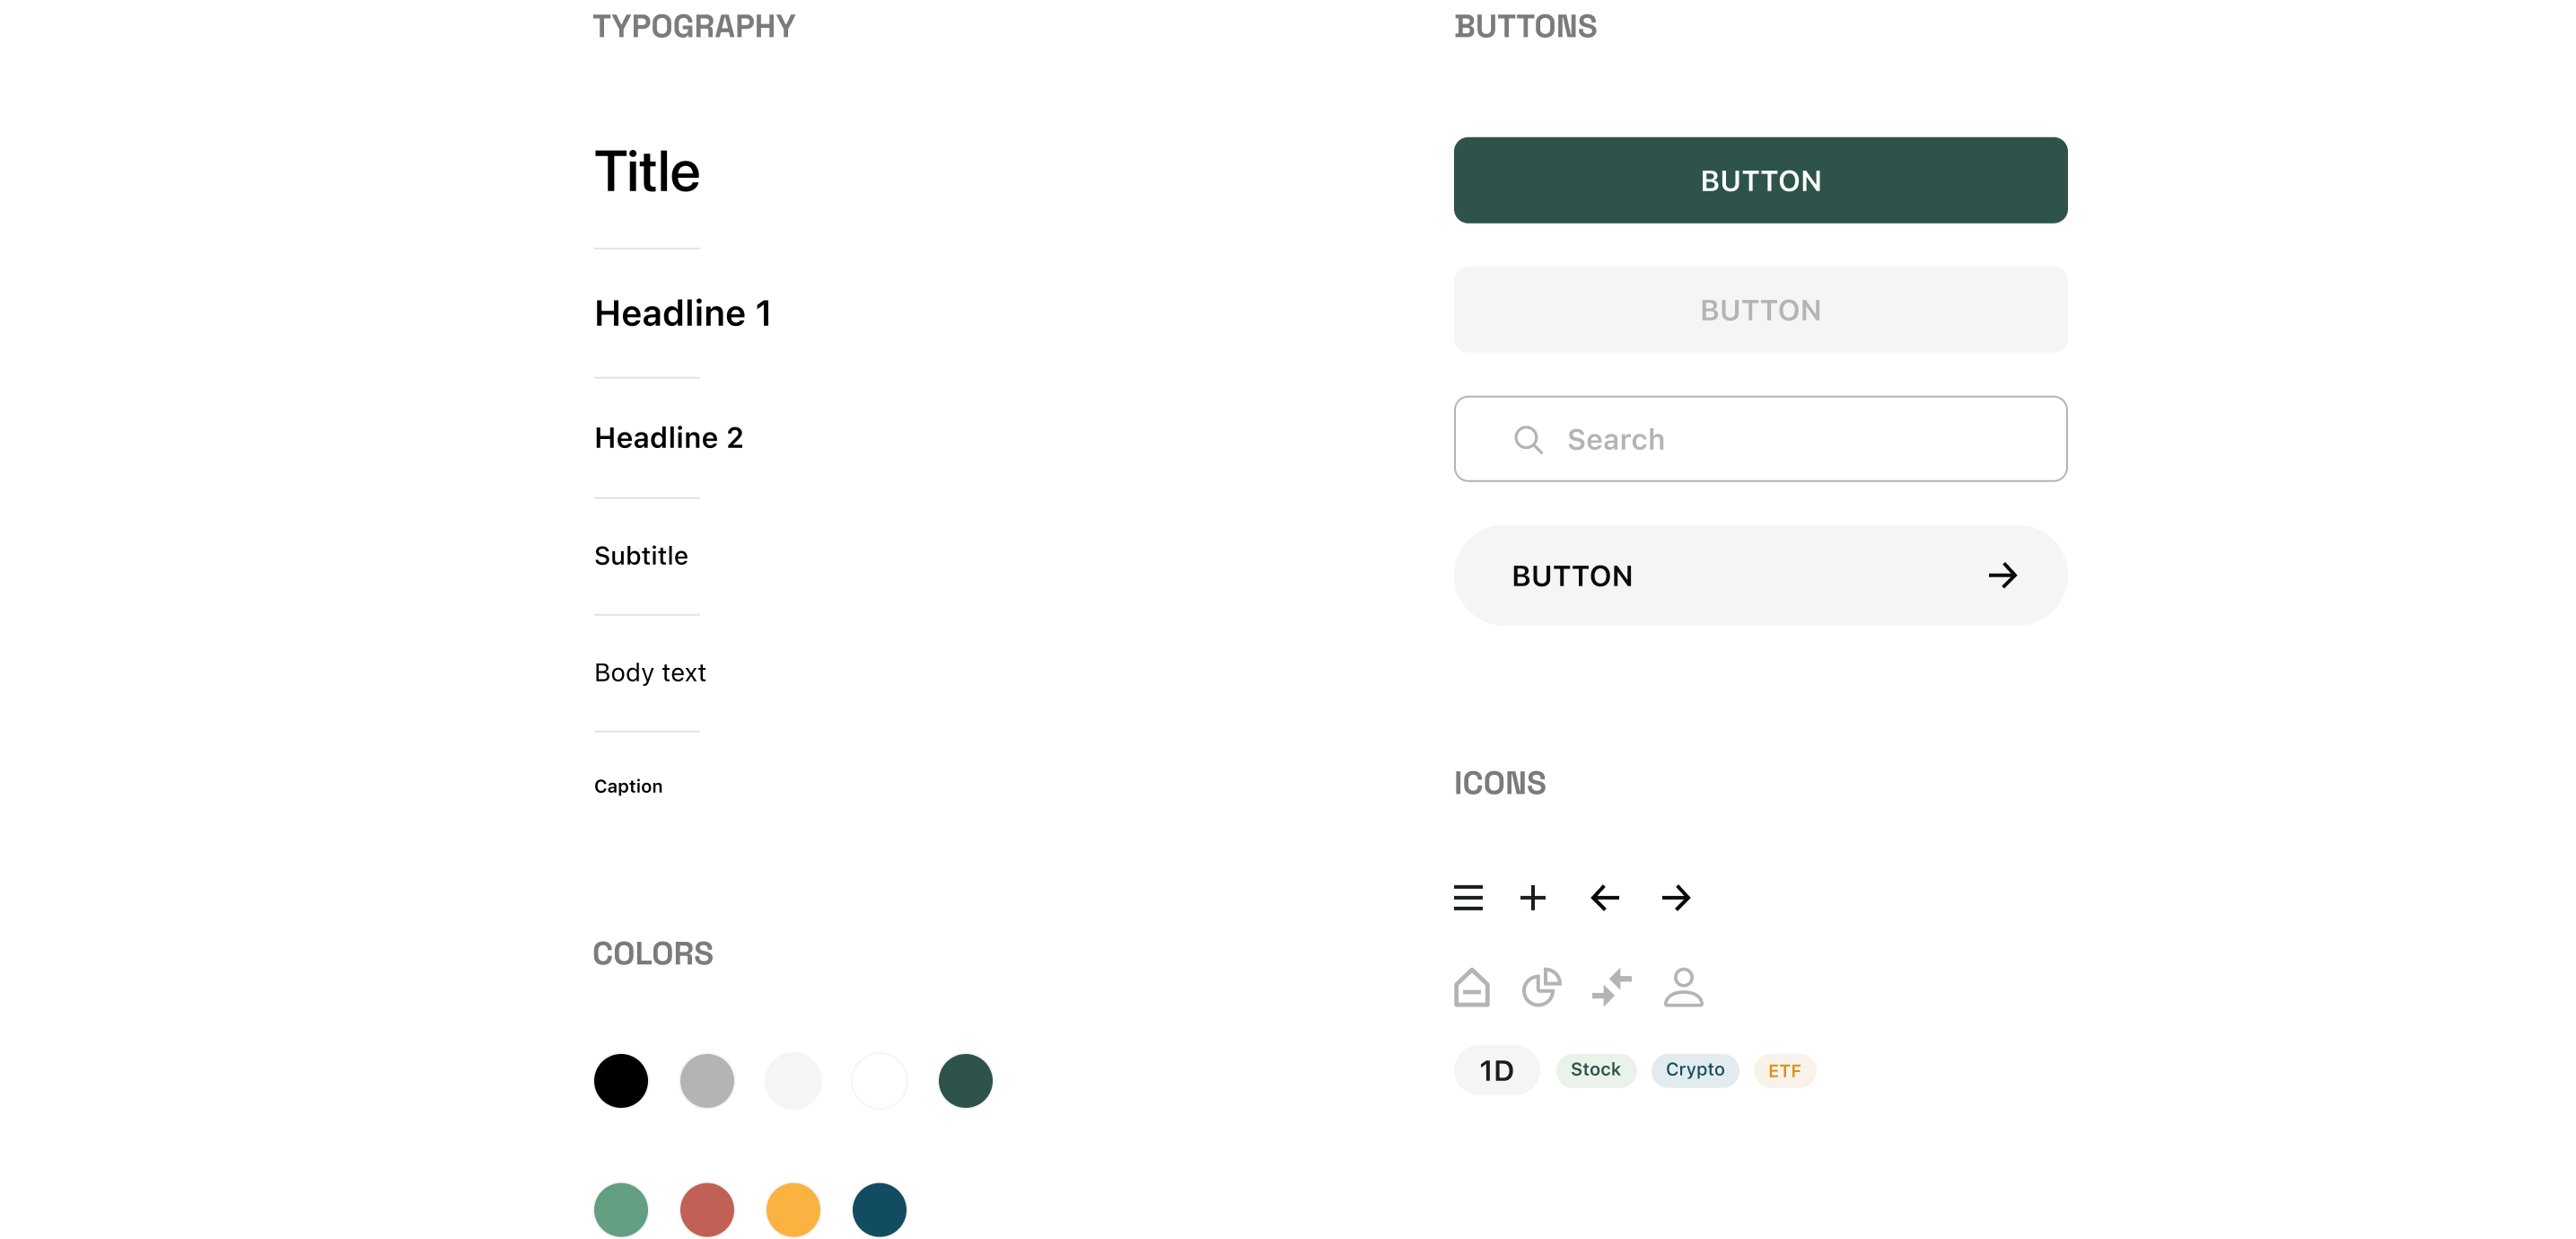 TYPOGRAPHY
Title
Headline 1
Headline 2
Subtitle
Body text
Caption
COLORS
BUTTONS
BUTTON
BUTTON
Search
BUTTON
ICONS
1D Stock Crypto ETF